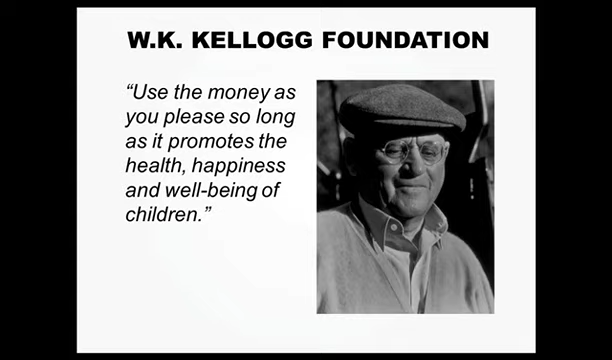 W.K. KELLOGG FOUNDATION
“Use the money as
you please so long
as it promotes the
health, happiness
and well-being of
children.”